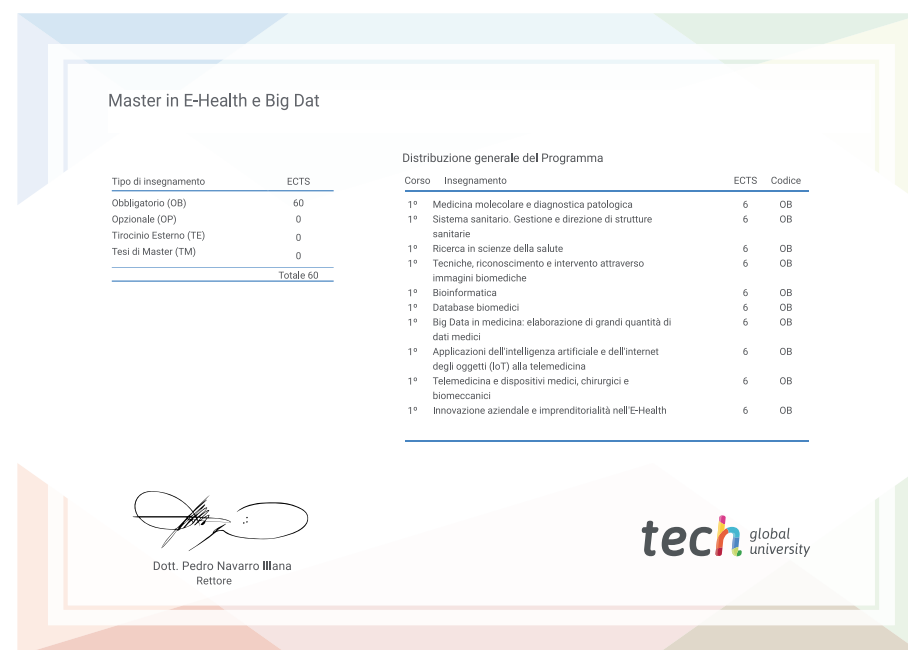 Master in E-Health e Big Dat
Tipo di insegnamento ECTS
Obbligatorio (OB) 60
Opzionale (OP) 0
Tirocinio Esterno (TE) 0
Tesi di Master (TM) 0
Totale 60
Distribuzione generale del Programma
Corso Insegnamento ECTS Codice
1º Medicina molecolare e diagnostica patologica 6 OB
1º Sistema sanitario. Gestione e direzione di strutture 6 OB
sanitarie
1º Ricerca in scienze della salute 6 OB
1º Tecniche, riconoscimento e intervento attraverso 6 OB
immagini biomediche
1º Bioinformatica 6 OB
1º Database biomedici 6 OB
1º Big Data in medicina: elaborazione di grandi quantità di 6 OB
dati medici
1º Applicazioni dell'intelligenza artificiale e dell'internet 6 OB
degli oggetti (IoT) alla telemedicina
1º Telemedicina e dispositivi medici, chirurgici e 6 OB
biomeccanici
1º Innovazione aziendale e imprenditorialità nell'E-Health 6 OB
Dott. Pedro Navarro Illana
Rettore
tech global
university